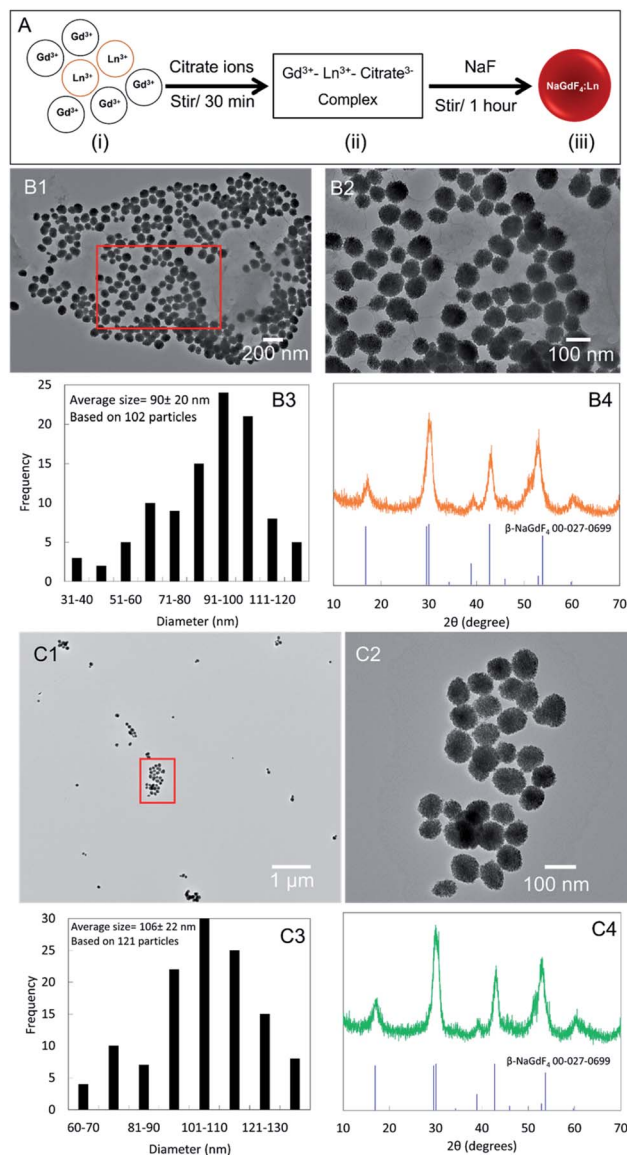 A
Gd³⁺
Gd³⁺
Ln³⁺
Ln³⁺
Gd³⁺
Gd³⁺
Gd³⁺
(i)
Citrate ions
Stir/ 30 min
Gd³⁺- Ln³⁺- Citrate³⁻
Complex
(ii)
NaF
Stir/ 1 hour
NaGdF₄:Ln
(iii)
B1
200 nm
B2
100 nm
B3
Average size= 90± 20 nm
Based on 102 particles
Frequency
25
20
15
10
5
0
31-40 51-60 71-80 91-100 111-120
Diameter (nm)
B4
β-NaGdF₄ 00-027-0699
10 20 30 40 50 60 70
2θ (degree)
C1
1 µm
C2
100 nm
C3
Average size= 106± 22 nm
Based on 121 particles
Frequency
30
25
20
15
10
5
0
60-70 81-90 101-110 121-130
Diameter (nm)
C4
β-NaGdF₄ 00-027-0699
10 20 30 40 50 60 70
2θ (degrees)